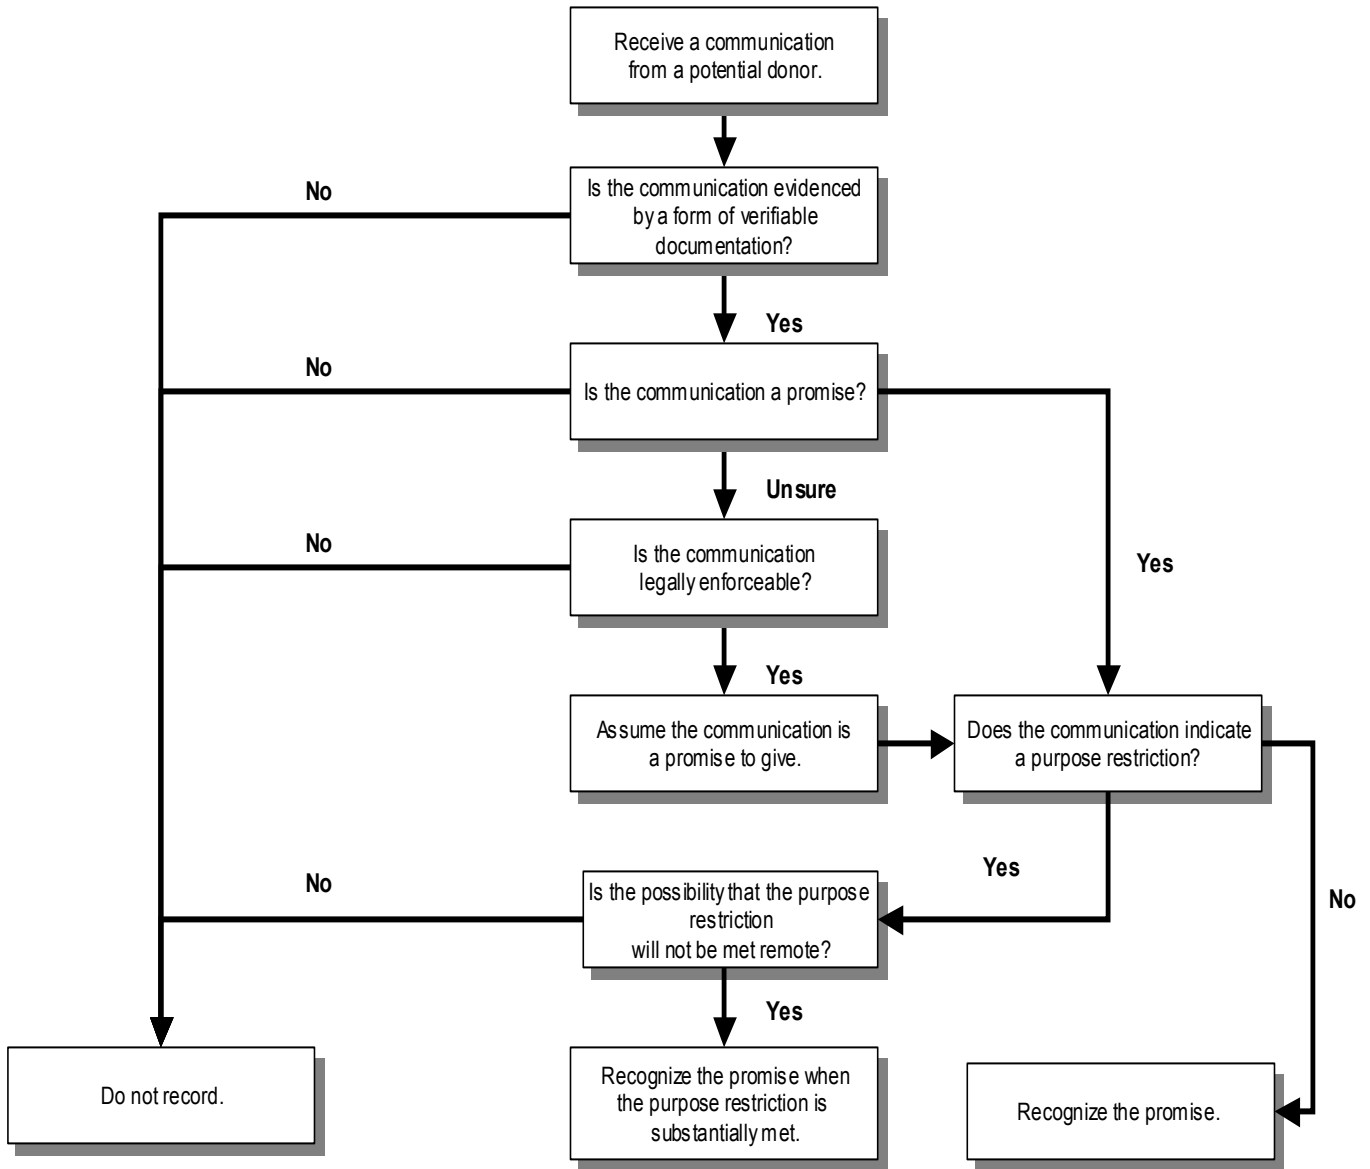 Receive a communication
from a potential donor.
No
Is the communication evidenced
by a form of verifiable
documentation?
Yes
No
Is the communication a promise?
Unsure
No
Is the communication
legally enforceable?
Yes
Yes
Assume the communication is
a promise to give.
Does the communication indicate
a purpose restriction?
No
Is the possibility that the purpose
restriction
will not be met remote?
Yes
No
Yes
Do not record.
Recognize the promise when
the purpose restriction is
substantially met.
Recognize the promise.